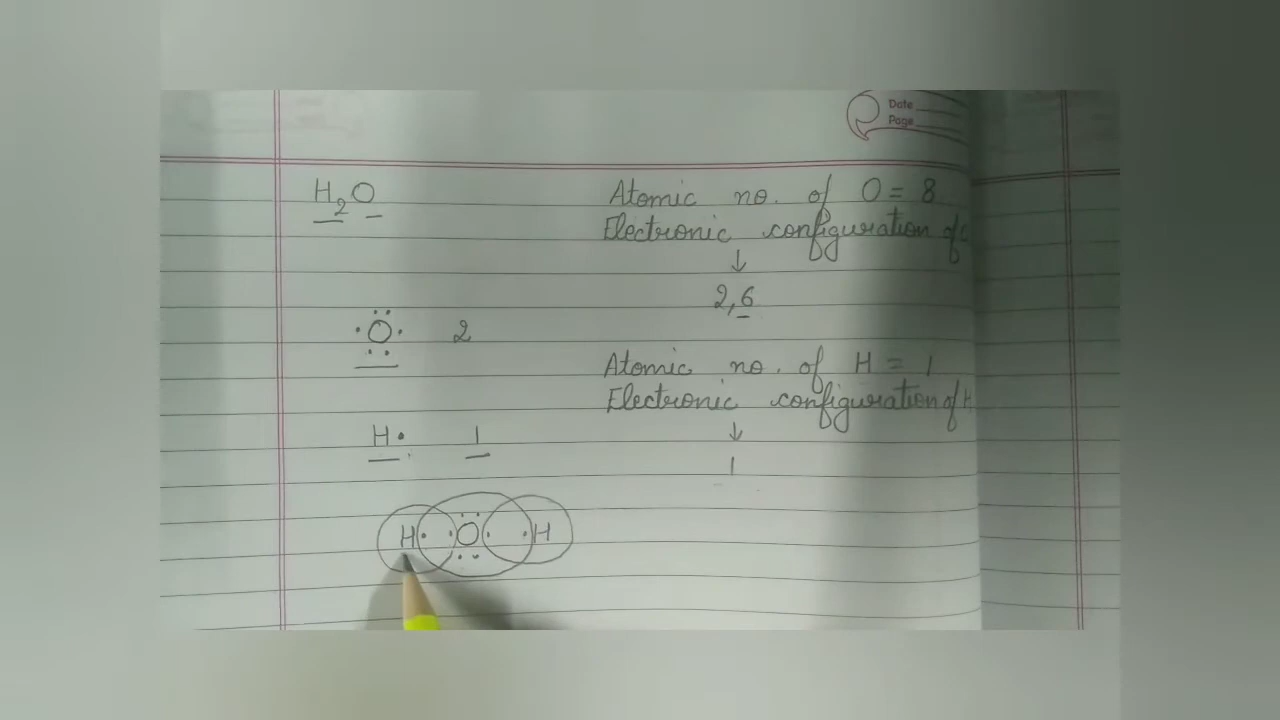 Date
Page
H2O
Atomic no. of O = 8
Electronic configuration of
↓
2,6
O 2
Atomic no. of H = 1
Electronic configuration of H
↓
H 1
1
H O H